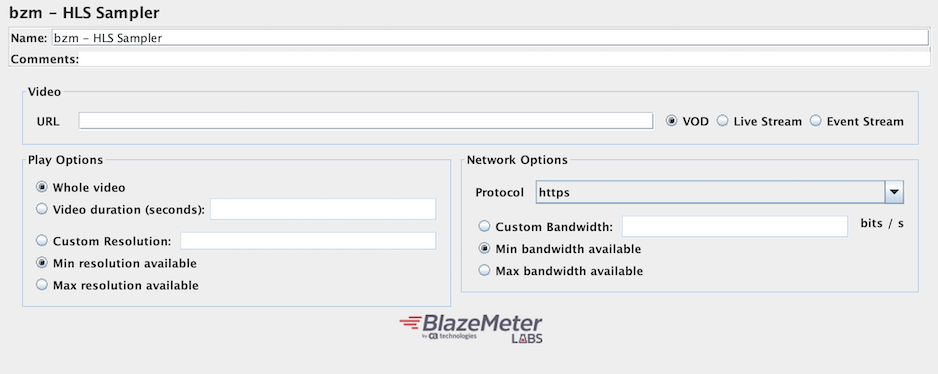 bzm - HLS Sampler
Name: bzm - HLS Sampler
Comments:
Video
URL VOD Live Stream Event Stream
Play Options
Whole video
Video duration (seconds):
Custom Resolution:
Min resolution available
Max resolution available
Network Options
Protocol https
Custom Bandwidth: bits / s
Min bandwidth available
Max bandwidth available
BlazeMeter
by ca technologies LABS